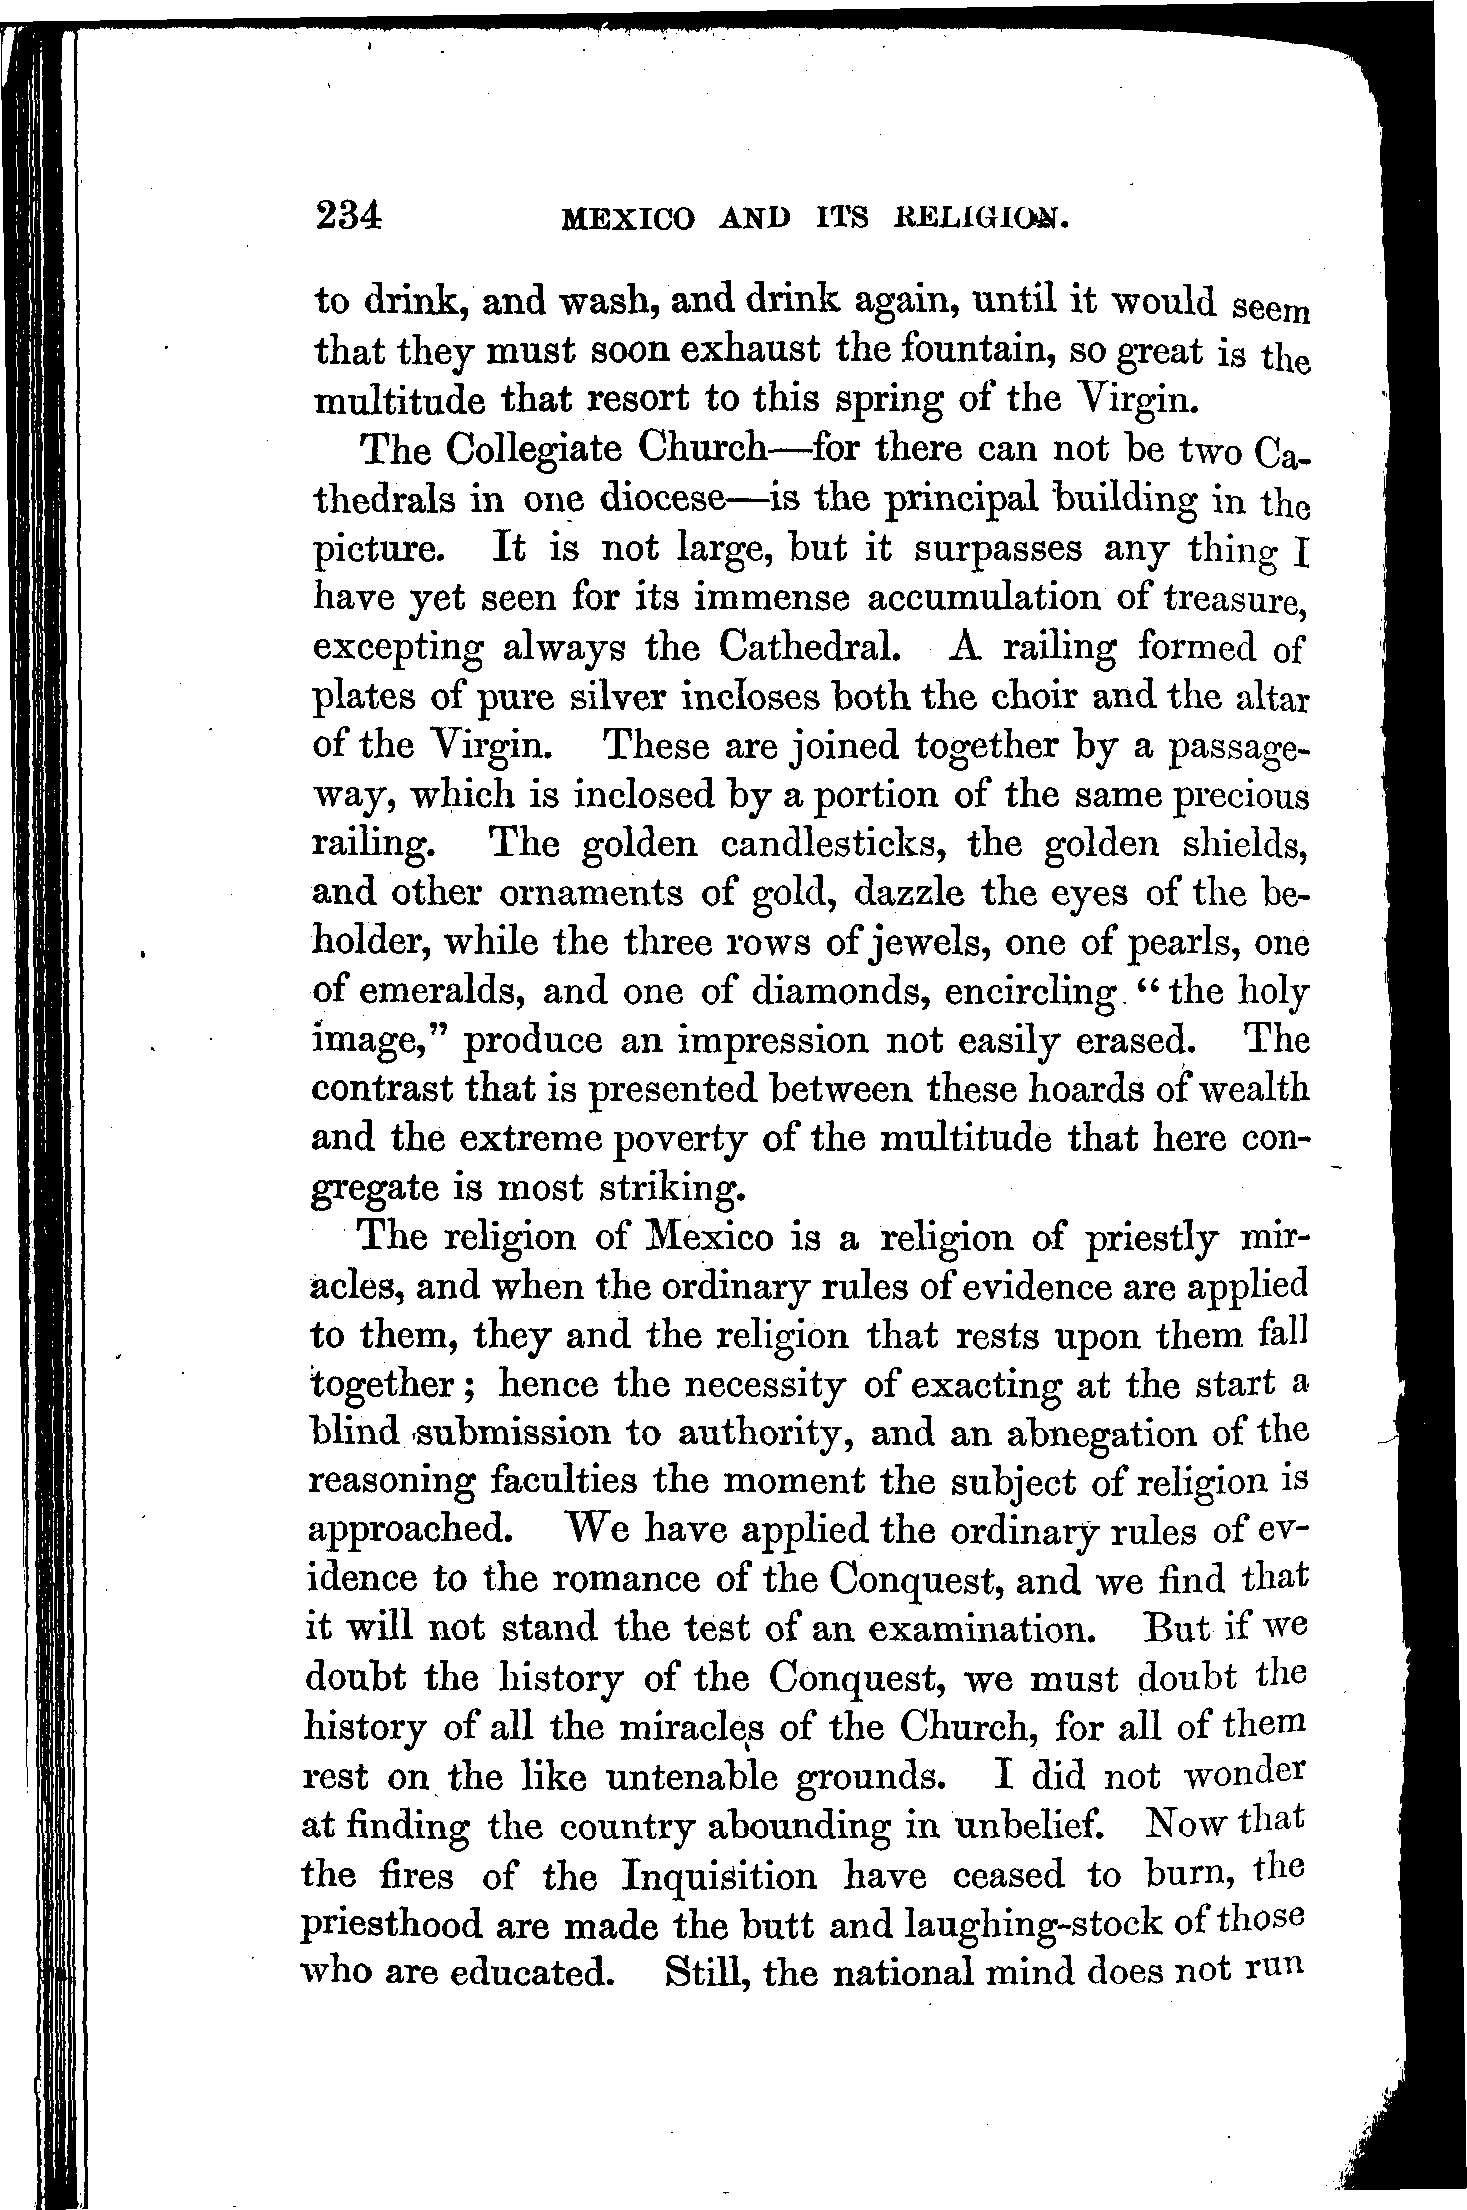 234 MEXICO AND ITS RELIGION.
to drink, and wash, and drink again, until it would seem
that they must soon exhaust the fountain, so great is the
multitude that resort to this spring of the Virgin.
The Collegiate Church—for there can not be two Ca-
thedrals in one diocese—is the principal building in the
picture. It is not large, but it surpasses any thing I
have yet seen for its immense accumulation of treasure,
excepting always the Cathedral. A railing formed of
plates of pure silver incloses both the choir and the altar
of the Virgin. These are joined together by a passage-
way, which is inclosed by a portion of the same precious
railing. The golden candlesticks, the golden shields,
and other ornaments of gold, dazzle the eyes of the be-
holder, while the three rows of jewels, one of pearls, one
of emeralds, and one of diamonds, encircling “the holy
image,” produce an impression not easily erased. The
contrast that is presented between these hoards of wealth
and the extreme poverty of the multitude that here con-
gregate is most striking.
The religion of Mexico is a religion of priestly mir-
acles, and when the ordinary rules of evidence are applied
to them, they and the religion that rests upon them fall
together; hence the necessity of exacting at the start a
blind submission to authority, and an abnegation of the
reasoning faculties the moment the subject of religion is
approached. We have applied the ordinary rules of ev-
idence to the romance of the Conquest, and we find that
it will not stand the test of an examination. But if we
doubt the history of the Conquest, we must doubt the
history of all the miracles of the Church, for all of them
rest on the like untenable grounds. I did not wonder
at finding the country abounding in unbelief. Now that
the fires of the Inquisition have ceased to burn, the
priesthood are made the butt and laughing-stock of those
who are educated. Still, the national mind does not run